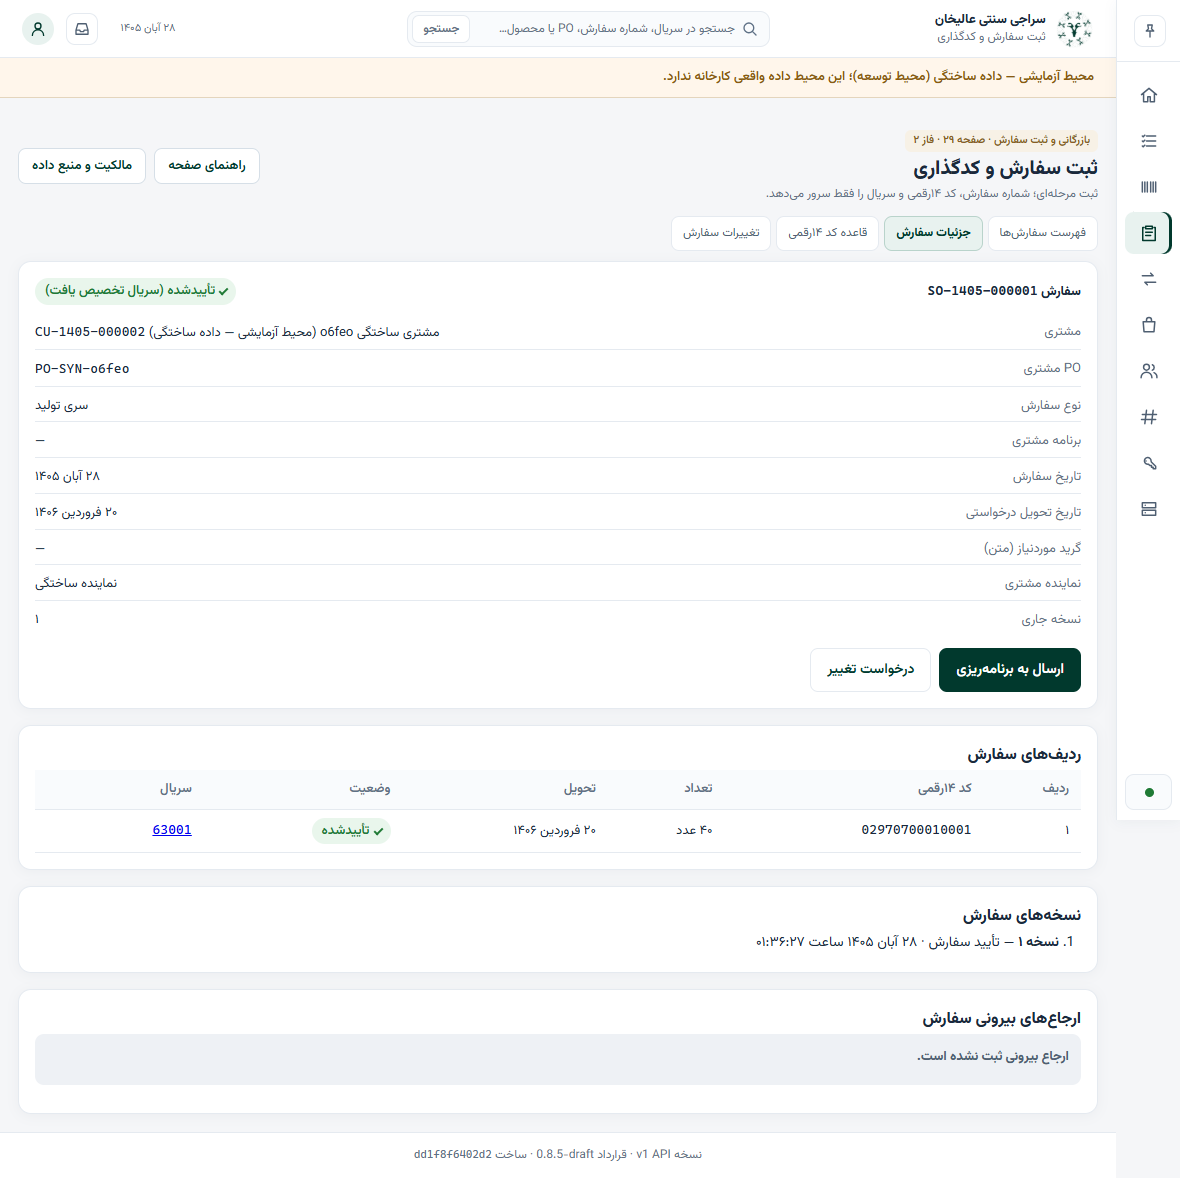 سراجی سنتی عالیخان
ثبت سفارش و کدگذاری
جستجو در سریال، شماره سفارش، PO یا محصول...
جستجو
۲۸ آبان ۱۴۰۵
محیط آزمایشی — داده ساختگی (محیط توسعه)؛ این محیط داده واقعی کارخانه ندارد.
بازرگانی و ثبت سفارش · صفحه ۲۹ · فاز ۲
ثبت سفارش و کدگذاری
ثبت مرحله‌ای؛ شماره سفارش، کد ۱۴رقمی و سریال را فقط سرور می‌دهد.
راهنمای صفحه
مالکیت و منبع داده
فهرست سفارش‌ها
جزئیات سفارش
قاعده کد ۱۴رقمی
تغییرات سفارش
سفارش SO-1405-000001
تأییدشده (سریال تخصیص یافت)
مشتری
مشتری ساختگی o6feo (محیط آزمایشی — داده ساختگی) CU-1405-000002
PO مشتری
PO-SYN-o6feo
نوع سفارش
سری تولید
برنامه مشتری
—
تاریخ سفارش
۲۸ آبان ۱۴۰۵
تاریخ تحویل درخواستی
۲۰ فروردین ۱۴۰۶
گرید موردنیاز (متن)
—
نماینده مشتری
نماینده ساختگی
نسخه جاری
۱
ارسال به برنامه‌ریزی
درخواست تغییر
ردیف‌های سفارش
ردیف کد ۱۴رقمی تعداد تحویل وضعیت سریال
۱ 02970700010001 ۴۰ عدد ۲۰ فروردین ۱۴۰۶ تأییدشده 63001
نسخه‌های سفارش
1. نسخه ۱ — تأیید سفارش · ۲۸ آبان ۱۴۰۵ ساعت ۰۱:۳۶:۲۷
ارجاع‌های بیرونی سفارش
ارجاع بیرونی ثبت نشده است.
نسخه v1 API · قرارداد 0.8.5-draft · ساخت dd1f8f6402d2